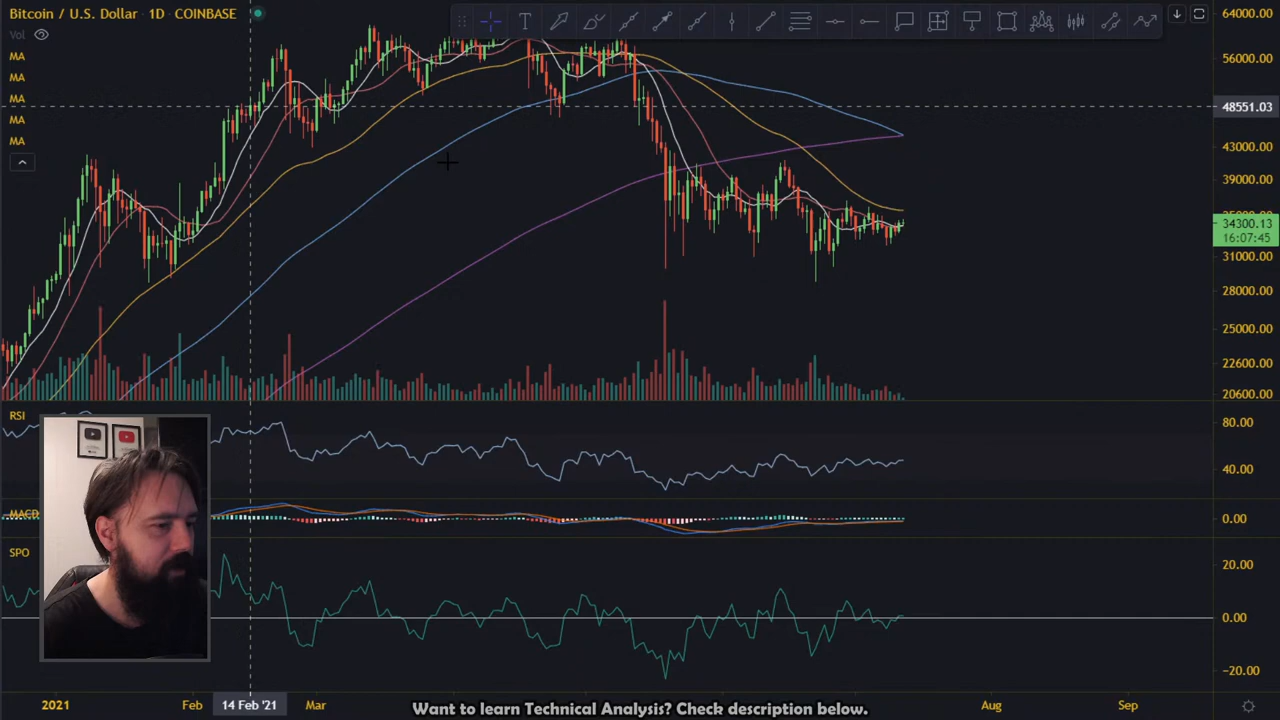 Bitcoin / U.S. Dollar · 1D · COINBASE
Vol
MA
MA
MA
MA
MA
64000.00
56000.00
48551.03
43000.00
39000.00
34300.13
16:07:45
31000.00
28000.00
25000.00
22600.00
20600.00
RSI
80.00
40.00
MACD
0.00
SPO
20.00
0.00
−20.00
2021
Feb
14 Feb '21
Mar
Aug
Sep
Want to learn Technical Analysis? Check description below.